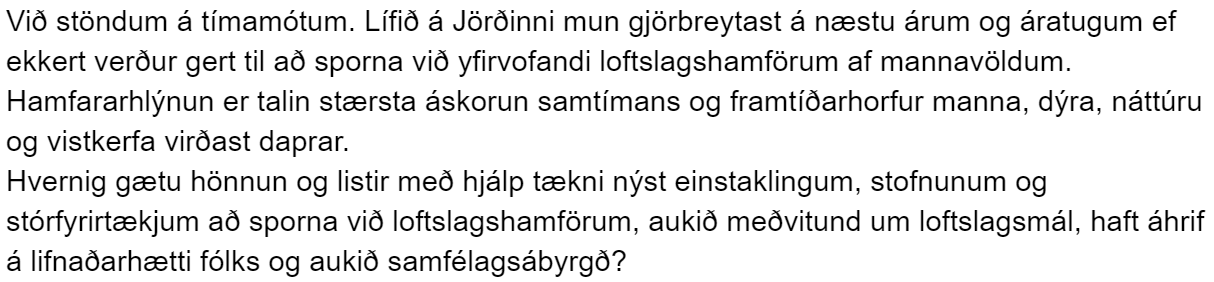 Við stöndum á tímamótum. Lífið á Jörðinni mun gjörbreytast á næstu árum og áratugum ef
ekkert verður gert til að sporna við yfirvofandi loftslagshamförum af mannavöldum.
Hamfararhlýnun er talin stærsta áskorun samtímans og framtíðarhorfur manna, dýra, náttúru
og vistkerfa virðast daprar.
Hvernig gætu hönnun og listir með hjálp tækni nýst einstaklingum, stofnunum og
stórfyrirtækjum að sporna við loftslagshamförum, aukið meðvitund um loftslagsmál, haft áhrif
á lifnaðarhætti fólks og aukið samfélagsábyrgð?